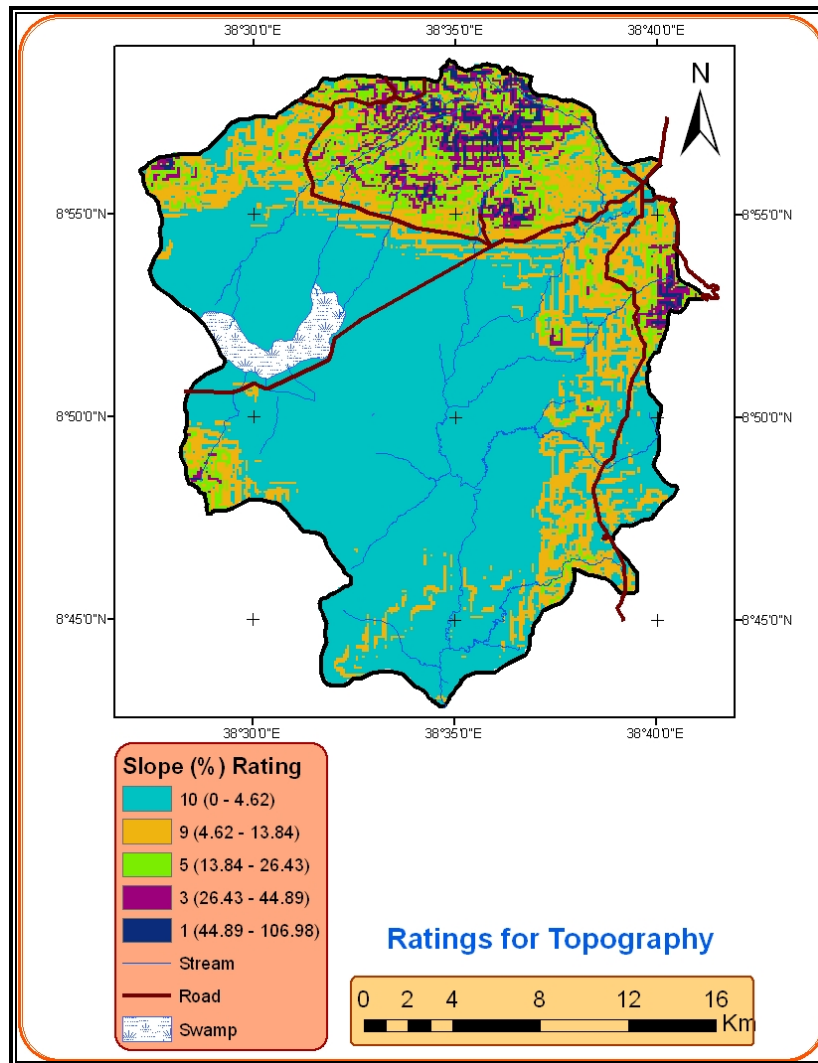 38°30'0"E 38°35'0"E 38°40'0"E
N
8°55'0"N 8°55'0"N
8°50'0"N 8°50'0"N
8°45'0"N 8°45'0"N
38°30'0"E 38°35'0"E 38°40'0"E
Slope (%) Rating
10 (0 - 4.62)
9 (4.62 - 13.84)
5 (13.84 - 26.43)
3 (26.43 - 44.89)
1 (44.89 - 106.98)
Stream
Road
Swamp
Ratings for Topography
0 2 4 8 12 16
Km